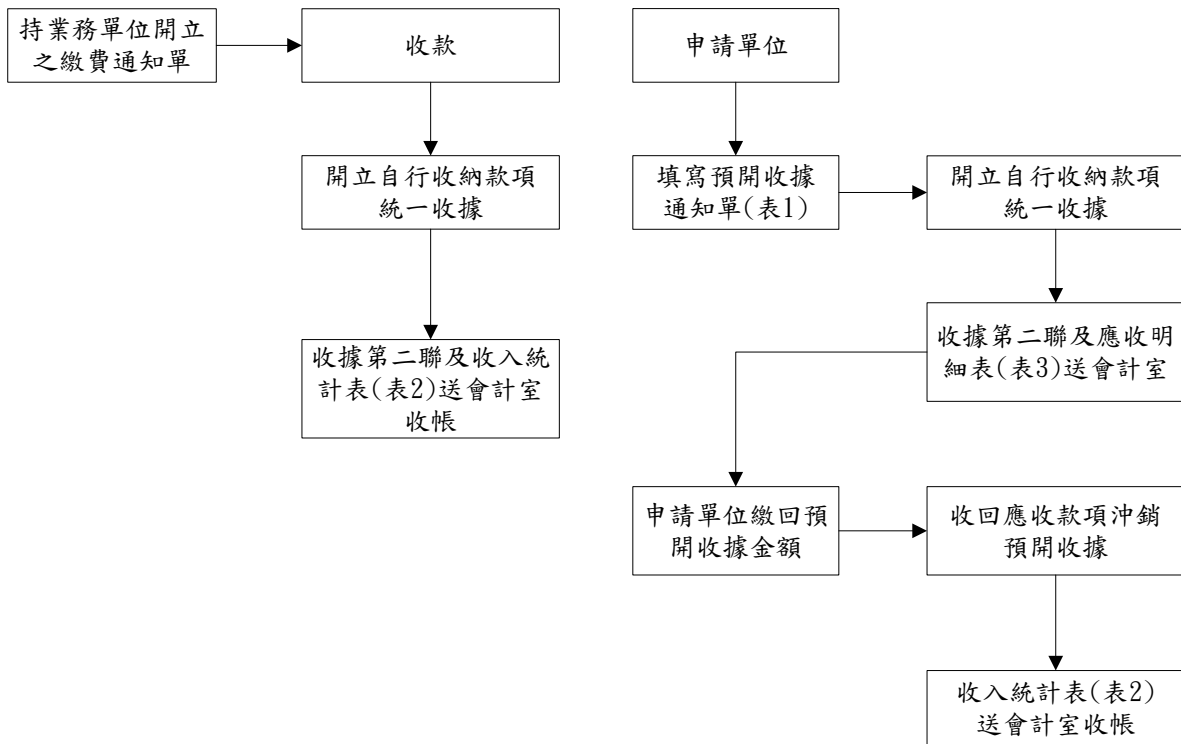 持業務單位開立
之繳費通知單
收款
開立自行收納款項
統一收據
收據第二聯及收入統
計表(表2)送會計室
收帳
申請單位
填寫預開收據
通知單(表1)
開立自行收納款項
統一收據
收據第二聯及應收明
細表(表3)送會計室
申請單位繳回預
開收據金額
收回應收款項沖銷
預開收據
收入統計表(表2)
送會計室收帳